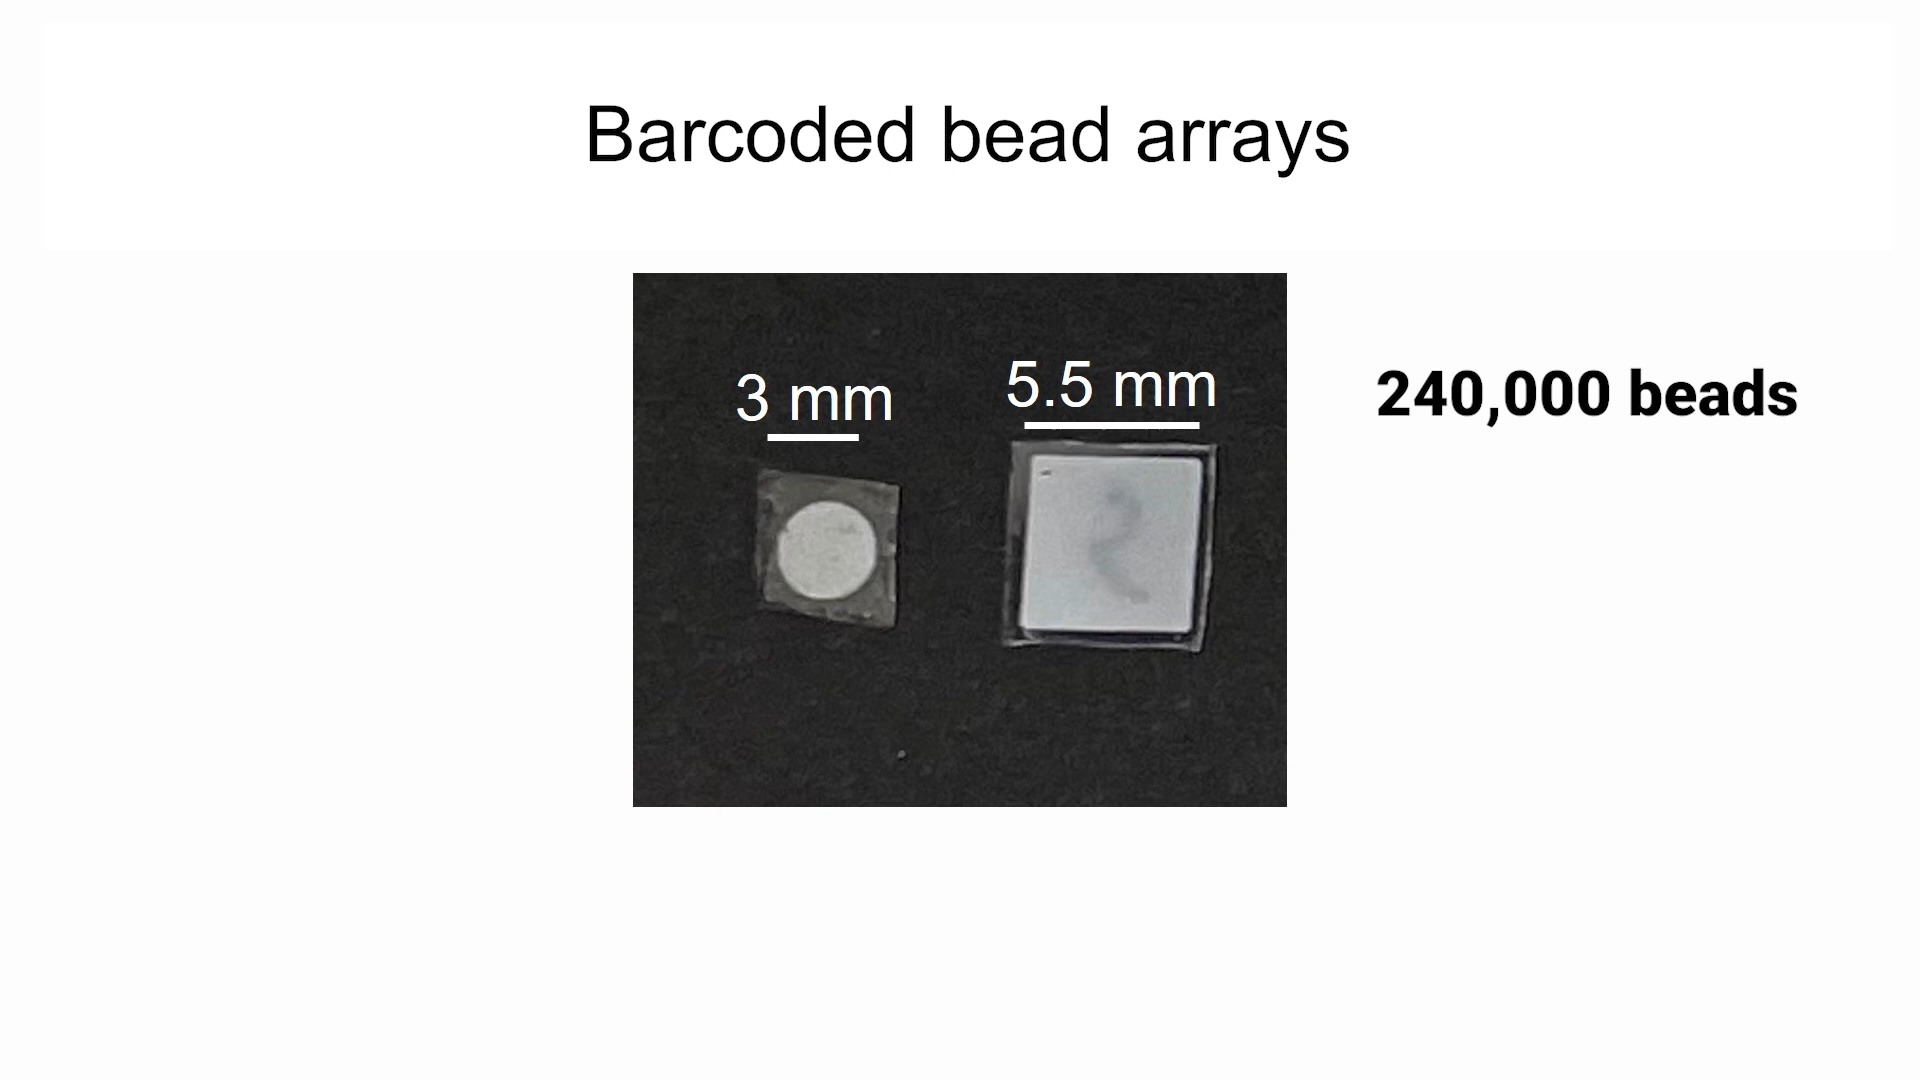 Barcoded bead arrays
3 mm
5.5 mm
240,000 beads